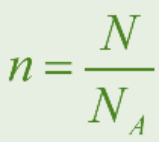 n = N / N_A